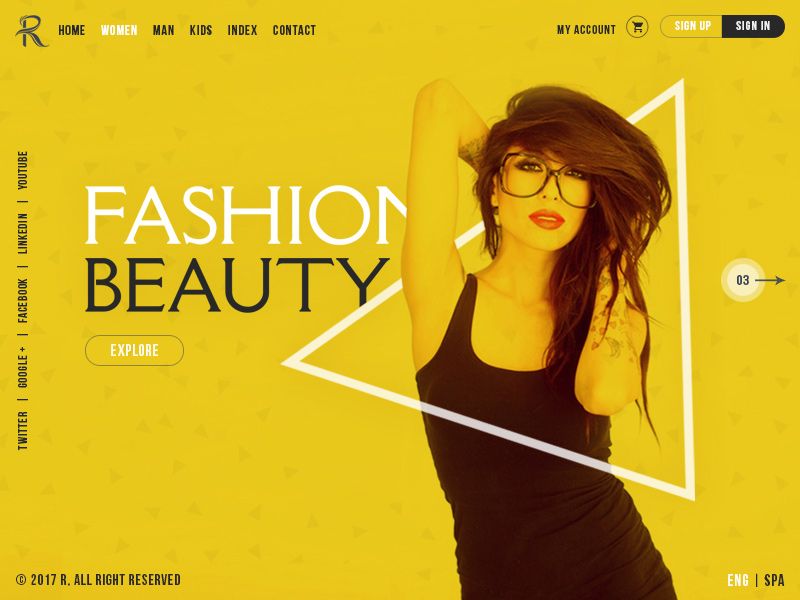 R
HOME WOMEN MAN KIDS INDEX CONTACT
MY ACCOUNT
SIGN UP SIGN IN
TWITTER | GOOGLE + | FACEBOOK | LINKEDIN | YOUTUBE
FASHION
BEAUTY
EXPLORE
03
© 2017 R. ALL RIGHT RESERVED
ENG | SPA